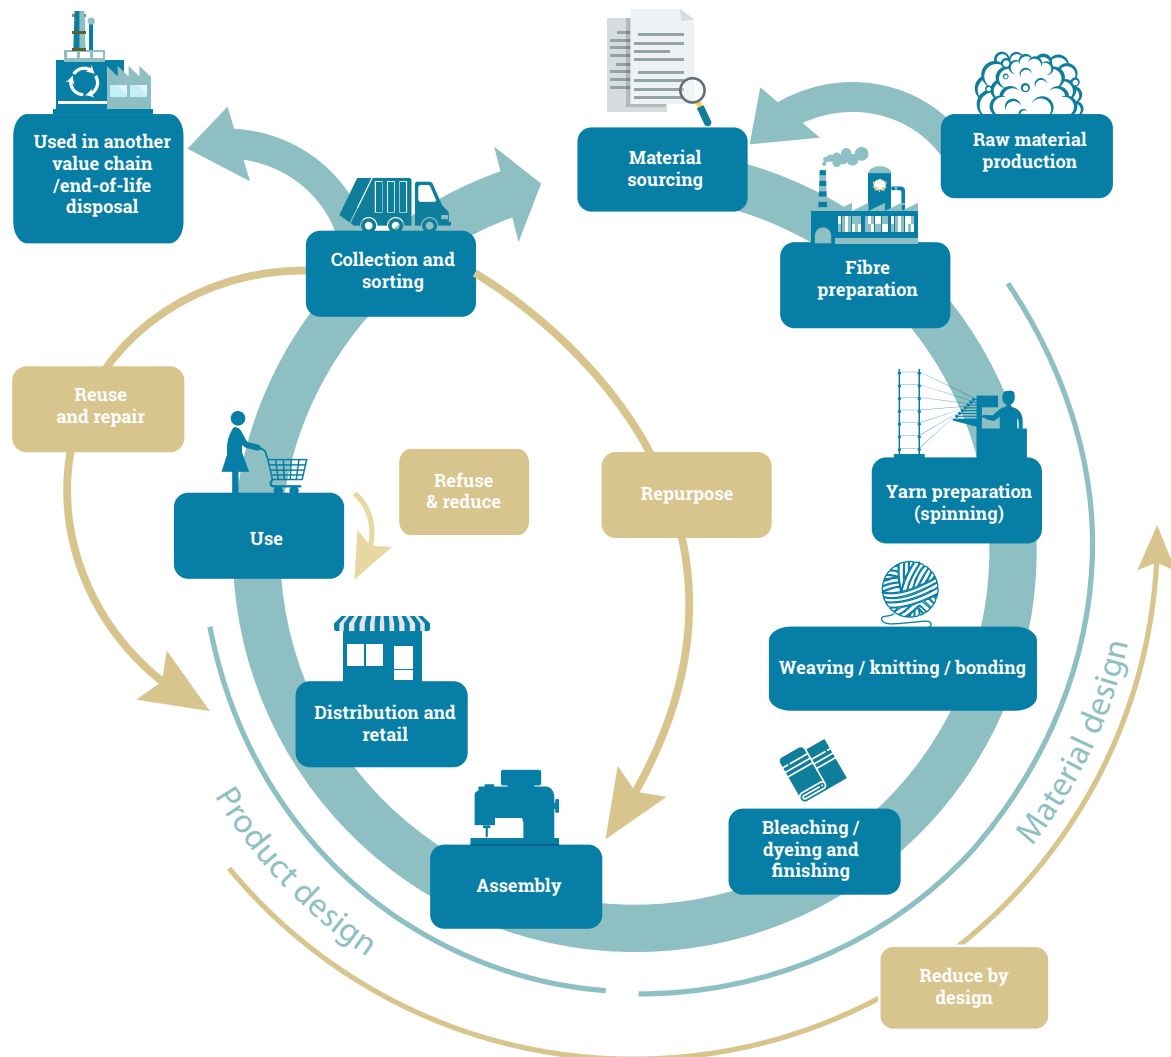 Used in another
value chain
/end-of-life
disposal
Material
sourcing
Raw material
production
Collection and
sorting
Fibre
preparation
Reuse
and repair
Refuse
& reduce
Repurpose
Yarn preparation
(spinning)
Use
Weaving / knitting / bonding
Distribution and
retail
Bleaching /
dyeing and
finishing
Assembly
Product design
Material design
Reduce by
design